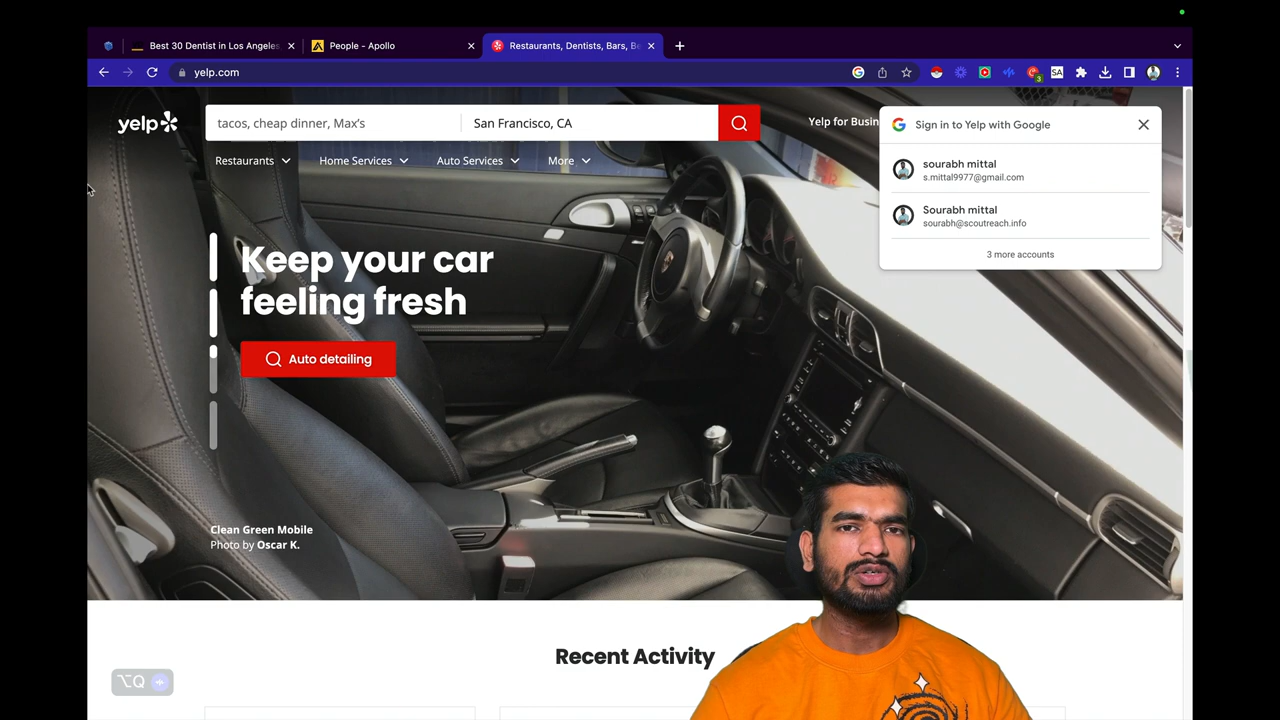 Best 30 Dentist in Los Angeles
People - Apollo
Restaurants, Dentists, Bars, Be
yelp.com
SA
3
yelp
tacos, cheap dinner, Max's
San Francisco, CA
Yelp for Busin
Restaurants
Home Services
Auto Services
More
Sign in to Yelp with Google
sourabh mittal
s.mittal9977@gmail.com
Sourabh mittal
sourabh@scoutreach.info
3 more accounts
Keep your car
feeling fresh
Auto detailing
Clean Green Mobile
Photo by Oscar K.
Recent Activity
⌥Q